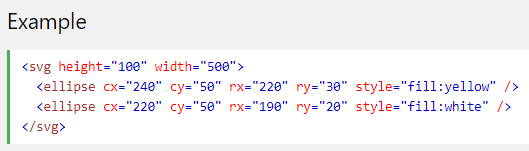 Example
<svg height="100" width="500">
<ellipse cx="240" cy="50" rx="220" ry="30" style="fill:yellow" />
<ellipse cx="220" cy="50" rx="190" ry="20" style="fill:white" />
</svg>